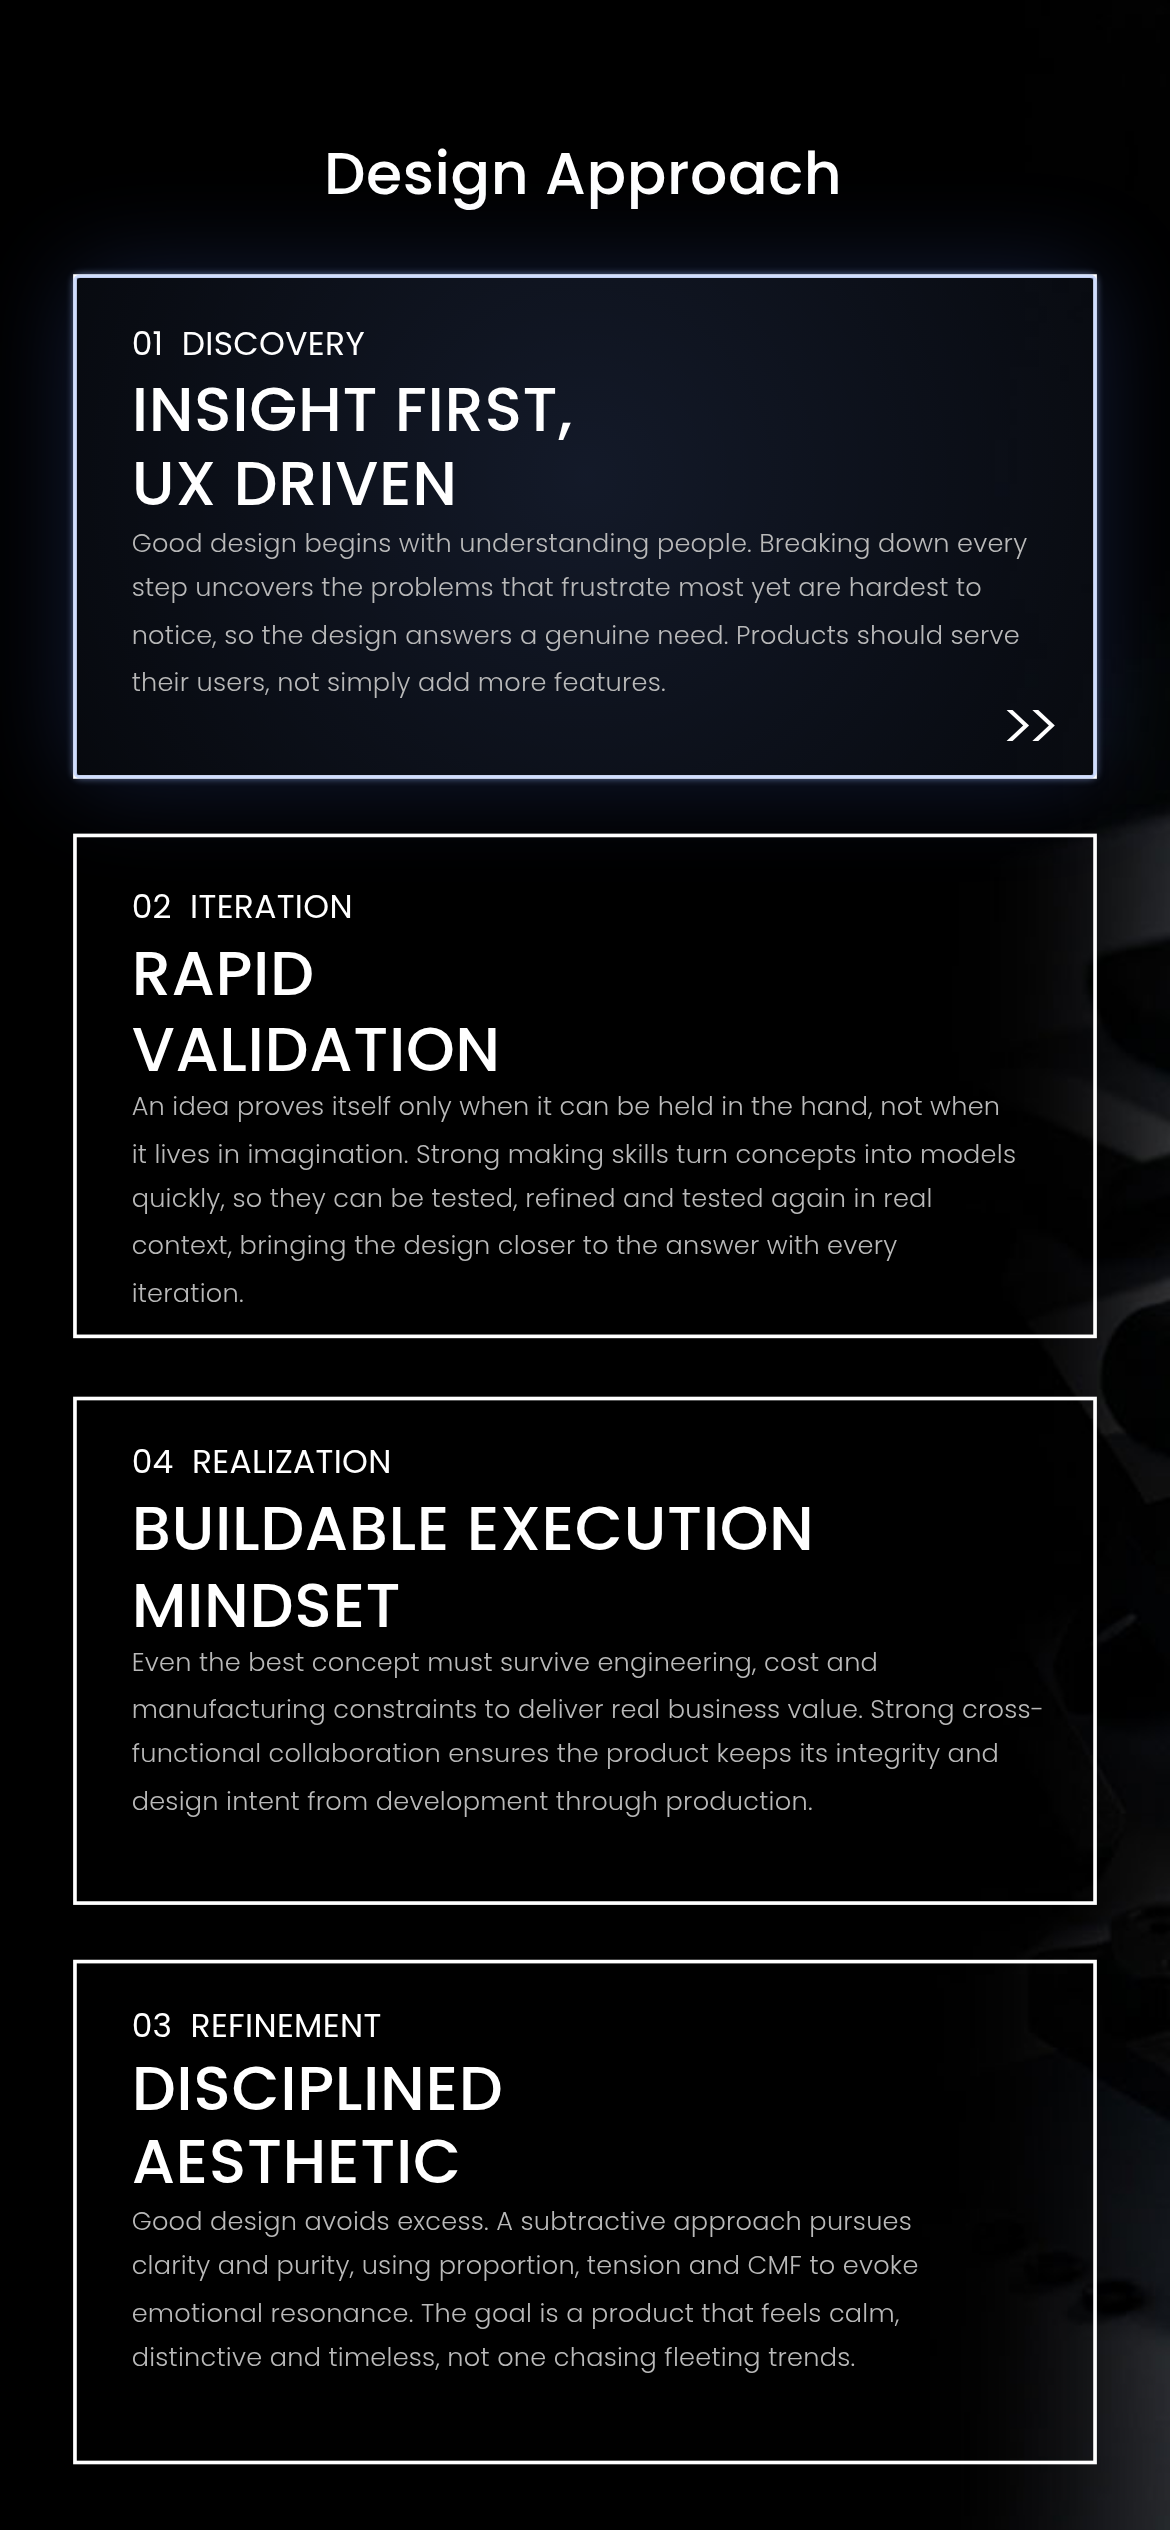 Design Approach
01 DISCOVERY
INSIGHT FIRST,
UX DRIVEN
Good design begins with understanding people. Breaking down every
step uncovers the problems that frustrate most yet are hardest to
notice, so the design answers a genuine need. Products should serve
their users, not simply add more features.
02 ITERATION
RAPID
VALIDATION
An idea proves itself only when it can be held in the hand, not when
it lives in imagination. Strong making skills turn concepts into models
quickly, so they can be tested, refined and tested again in real
context, bringing the design closer to the answer with every
iteration.
04 REALIZATION
BUILDABLE EXECUTION
MINDSET
Even the best concept must survive engineering, cost and
manufacturing constraints to deliver real business value. Strong cross-
functional collaboration ensures the product keeps its integrity and
design intent from development through production.
03 REFINEMENT
DISCIPLINED
AESTHETIC
Good design avoids excess. A subtractive approach pursues
clarity and purity, using proportion, tension and CMF to evoke
emotional resonance. The goal is a product that feels calm,
distinctive and timeless, not one chasing fleeting trends.